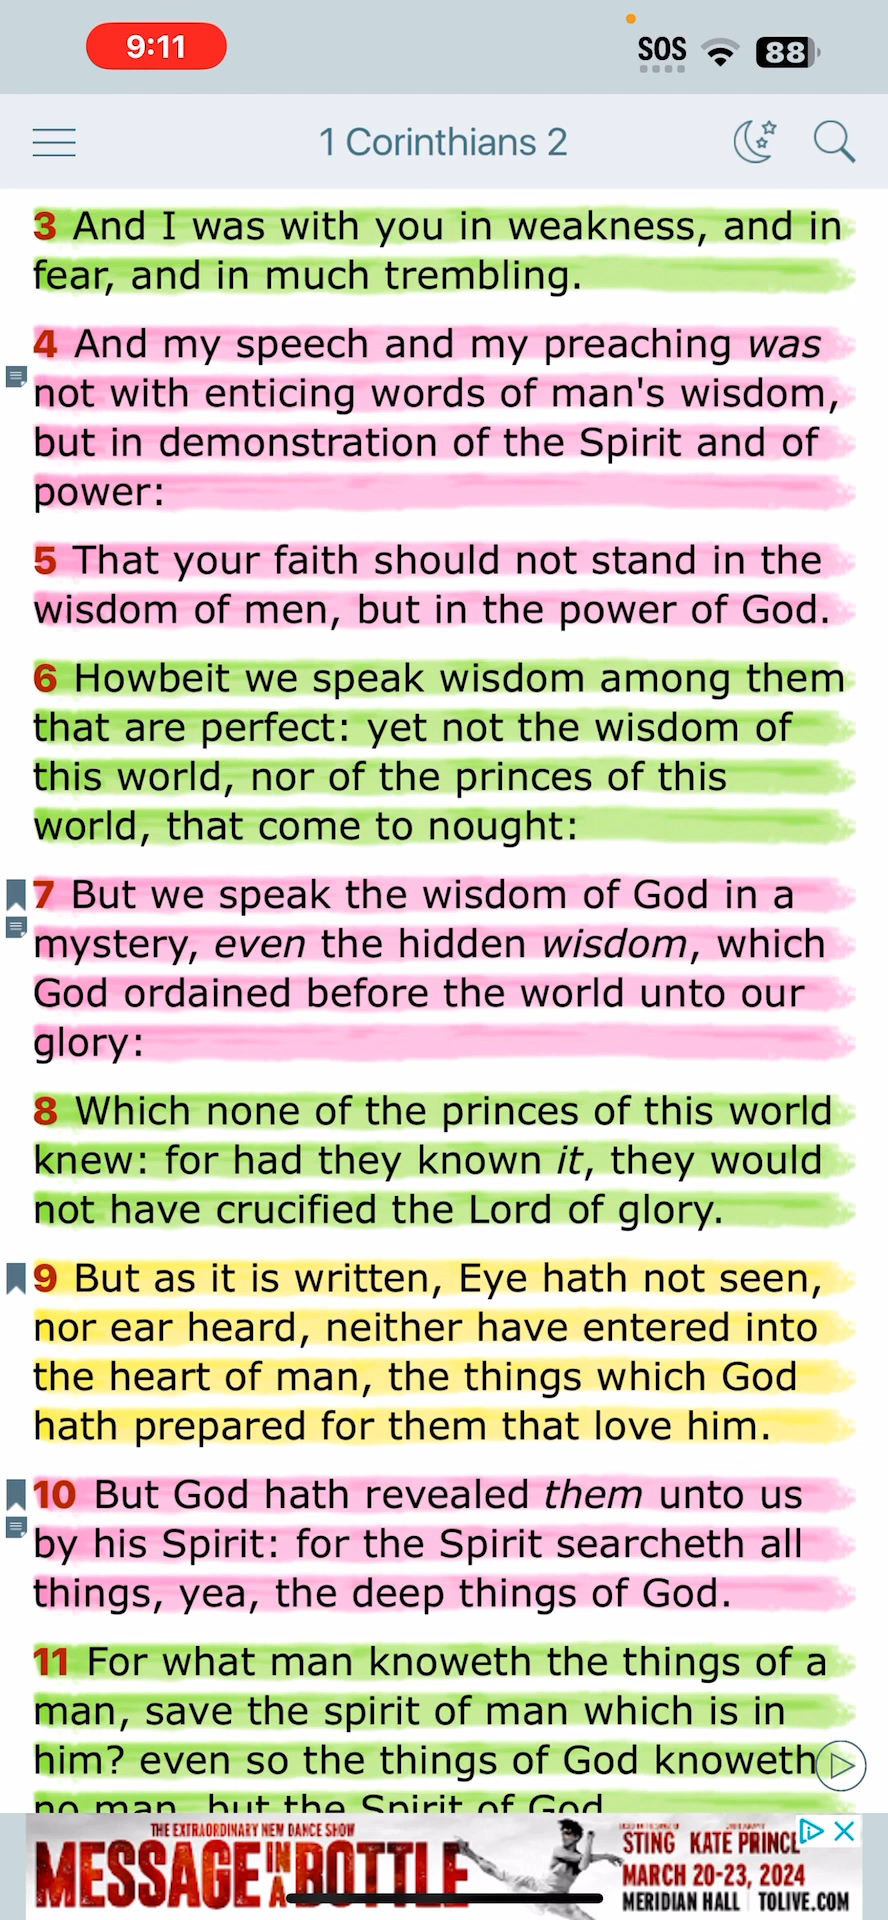 9:11
SOS
88
1 Corinthians 2
3 And I was with you in weakness, and in
fear, and in much trembling.
4 And my speech and my preaching was
not with enticing words of man's wisdom,
but in demonstration of the Spirit and of
power:
5 That your faith should not stand in the
wisdom of men, but in the power of God.
6 Howbeit we speak wisdom among them
that are perfect: yet not the wisdom of
this world, nor of the princes of this
world, that come to nought:
7 But we speak the wisdom of God in a
mystery, even the hidden wisdom, which
God ordained before the world unto our
glory:
8 Which none of the princes of this world
knew: for had they known it, they would
not have crucified the Lord of glory.
9 But as it is written, Eye hath not seen,
nor ear heard, neither have entered into
the heart of man, the things which God
hath prepared for them that love him.
10 But God hath revealed them unto us
by his Spirit: for the Spirit searcheth all
things, yea, the deep things of God.
11 For what man knoweth the things of a
man, save the spirit of man which is in
him? even so the things of God knoweth
no man, but the Spirit of God
THE EXTRAORDINARY NEW DANCE SHOW
MESSAGE IN A BOTTLE
STING KATE PRINCE
MARCH 20-23, 2024
MERIDIAN HALL | TOLIVE.COM